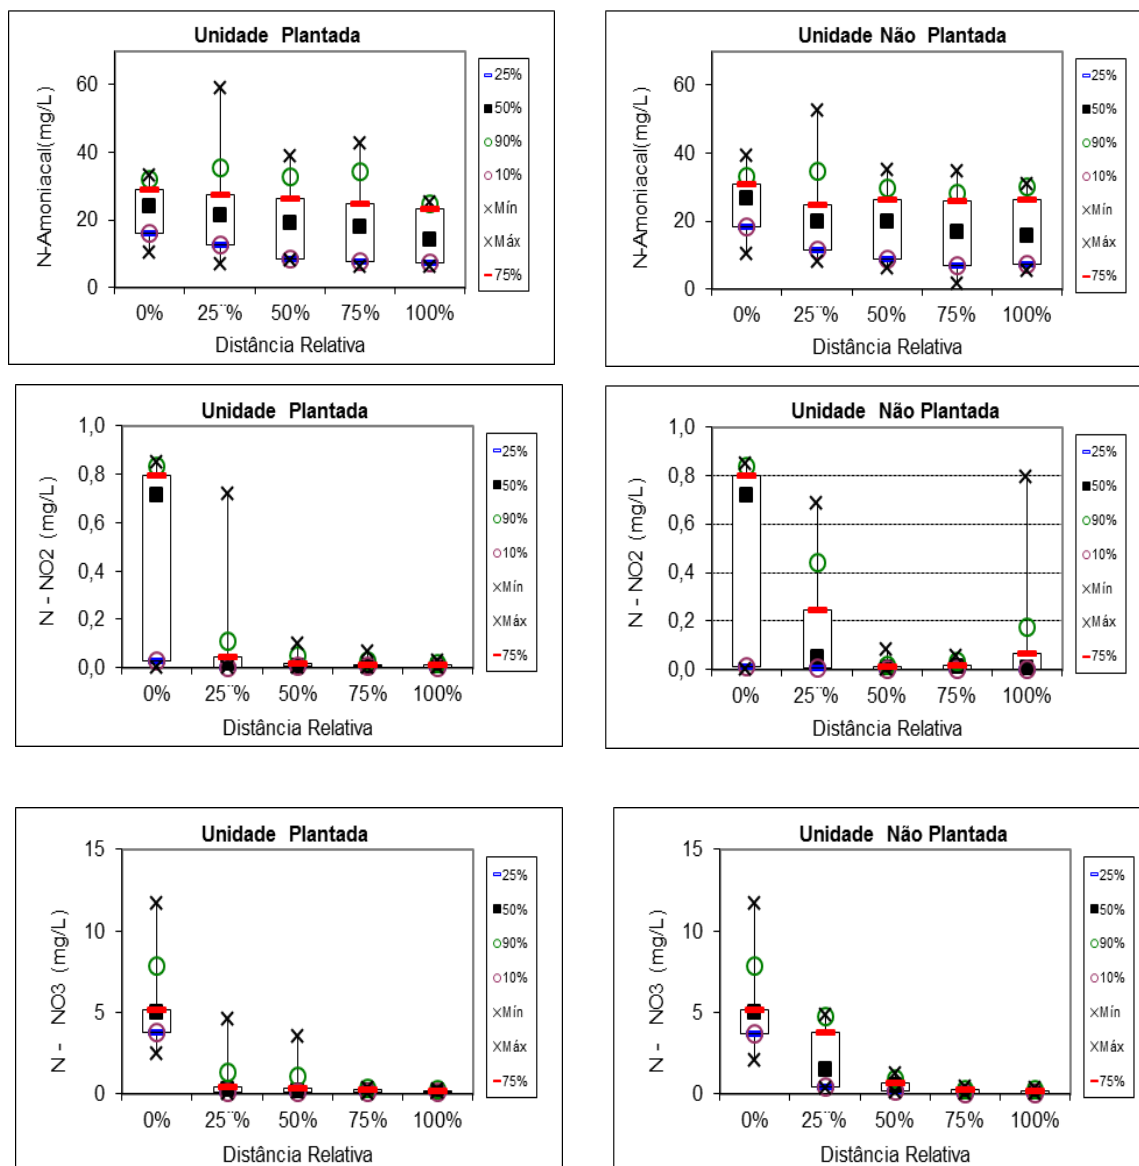 Unidade Plantada
N-Amoniacal(mg/L)
60
40
20
0
0% 25¨% 50% 75% 100%
Distância Relativa
25%
50%
90%
10%
Mín
Máx
75%
Unidade Não Plantada
N-Amoniacal(mg/L)
60
40
20
0
0% 25¨% 50% 75% 100%
Distância Relativa
25%
50%
90%
10%
Mín
Máx
75%
Unidade Plantada
N - NO2 (mg/L)
1,0
0,8
0,6
0,4
0,2
0,0
0% 25¨% 50% 75% 100%
Distância Relativa
25%
50%
90%
10%
Mín
Máx
75%
Unidade Não Plantada
N - NO2 (mg/L)
1,0
0,8
0,6
0,4
0,2
0,0
0% 25¨% 50% 75% 100%
Distância Relativa
25%
50%
90%
10%
Mín
Máx
75%
Unidade Plantada
N - NO3 (mg/L)
15
10
5
0
0% 25¨% 50% 75% 100%
Distância Relativa
25%
50%
90%
10%
Mín
Máx
75%
Unidade Não Plantada
N - NO3 (mg/L)
15
10
5
0
0% 25¨% 50% 75% 100%
Distância Relativa
25%
50%
90%
10%
Mín
Máx
75%